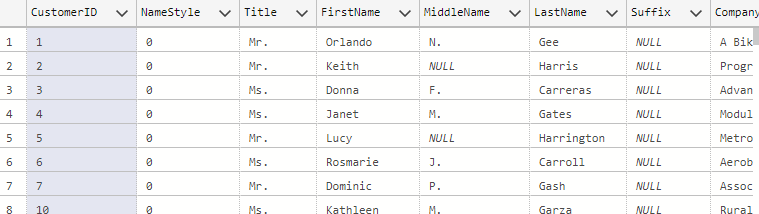 CustomerID NameStyle Title FirstName MiddleName LastName Suffix Company
1 1 0 Mr. Orlando N. Gee NULL A Bik
2 2 0 Mr. Keith NULL Harris NULL Progr
3 3 0 Ms. Donna F. Carreras NULL Advan
4 4 0 Ms. Janet M. Gates NULL Modul
5 5 0 Mr. Lucy NULL Harrington NULL Metro
6 6 0 Ms. Rosmarie J. Carroll NULL Aerob
7 7 0 Mr. Dominic P. Gash NULL Assoc
8 10 0 Ms. Kathleen M. Garza NULL Rural